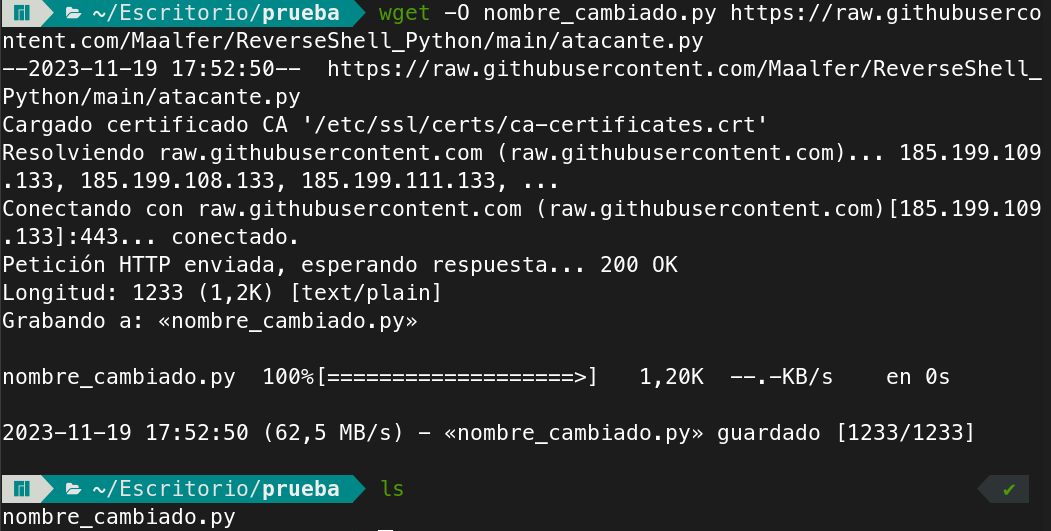 ~/Escritorio/prueba wget -O nombre_cambiado.py https://raw.githubuserco
ntent.com/Maalfer/ReverseShell_Python/main/atacante.py
--2023-11-19 17:52:50--  https://raw.githubusercontent.com/Maalfer/ReverseShell_
Python/main/atacante.py
Cargado certificado CA '/etc/ssl/certs/ca-certificates.crt'
Resolviendo raw.githubusercontent.com (raw.githubusercontent.com)... 185.199.109
.133, 185.199.108.133, 185.199.111.133, ...
Conectando con raw.githubusercontent.com (raw.githubusercontent.com)[185.199.109
.133]:443... conectado.
Petición HTTP enviada, esperando respuesta... 200 OK
Longitud: 1233 (1,2K) [text/plain]
Grabando a: «nombre_cambiado.py»
nombre_cambiado.py  100%[===================>]   1,20K  --.-KB/s    en 0s
2023-11-19 17:52:50 (62,5 MB/s) - «nombre_cambiado.py» guardado [1233/1233]
~/Escritorio/prueba ls ✔
nombre_cambiado.py